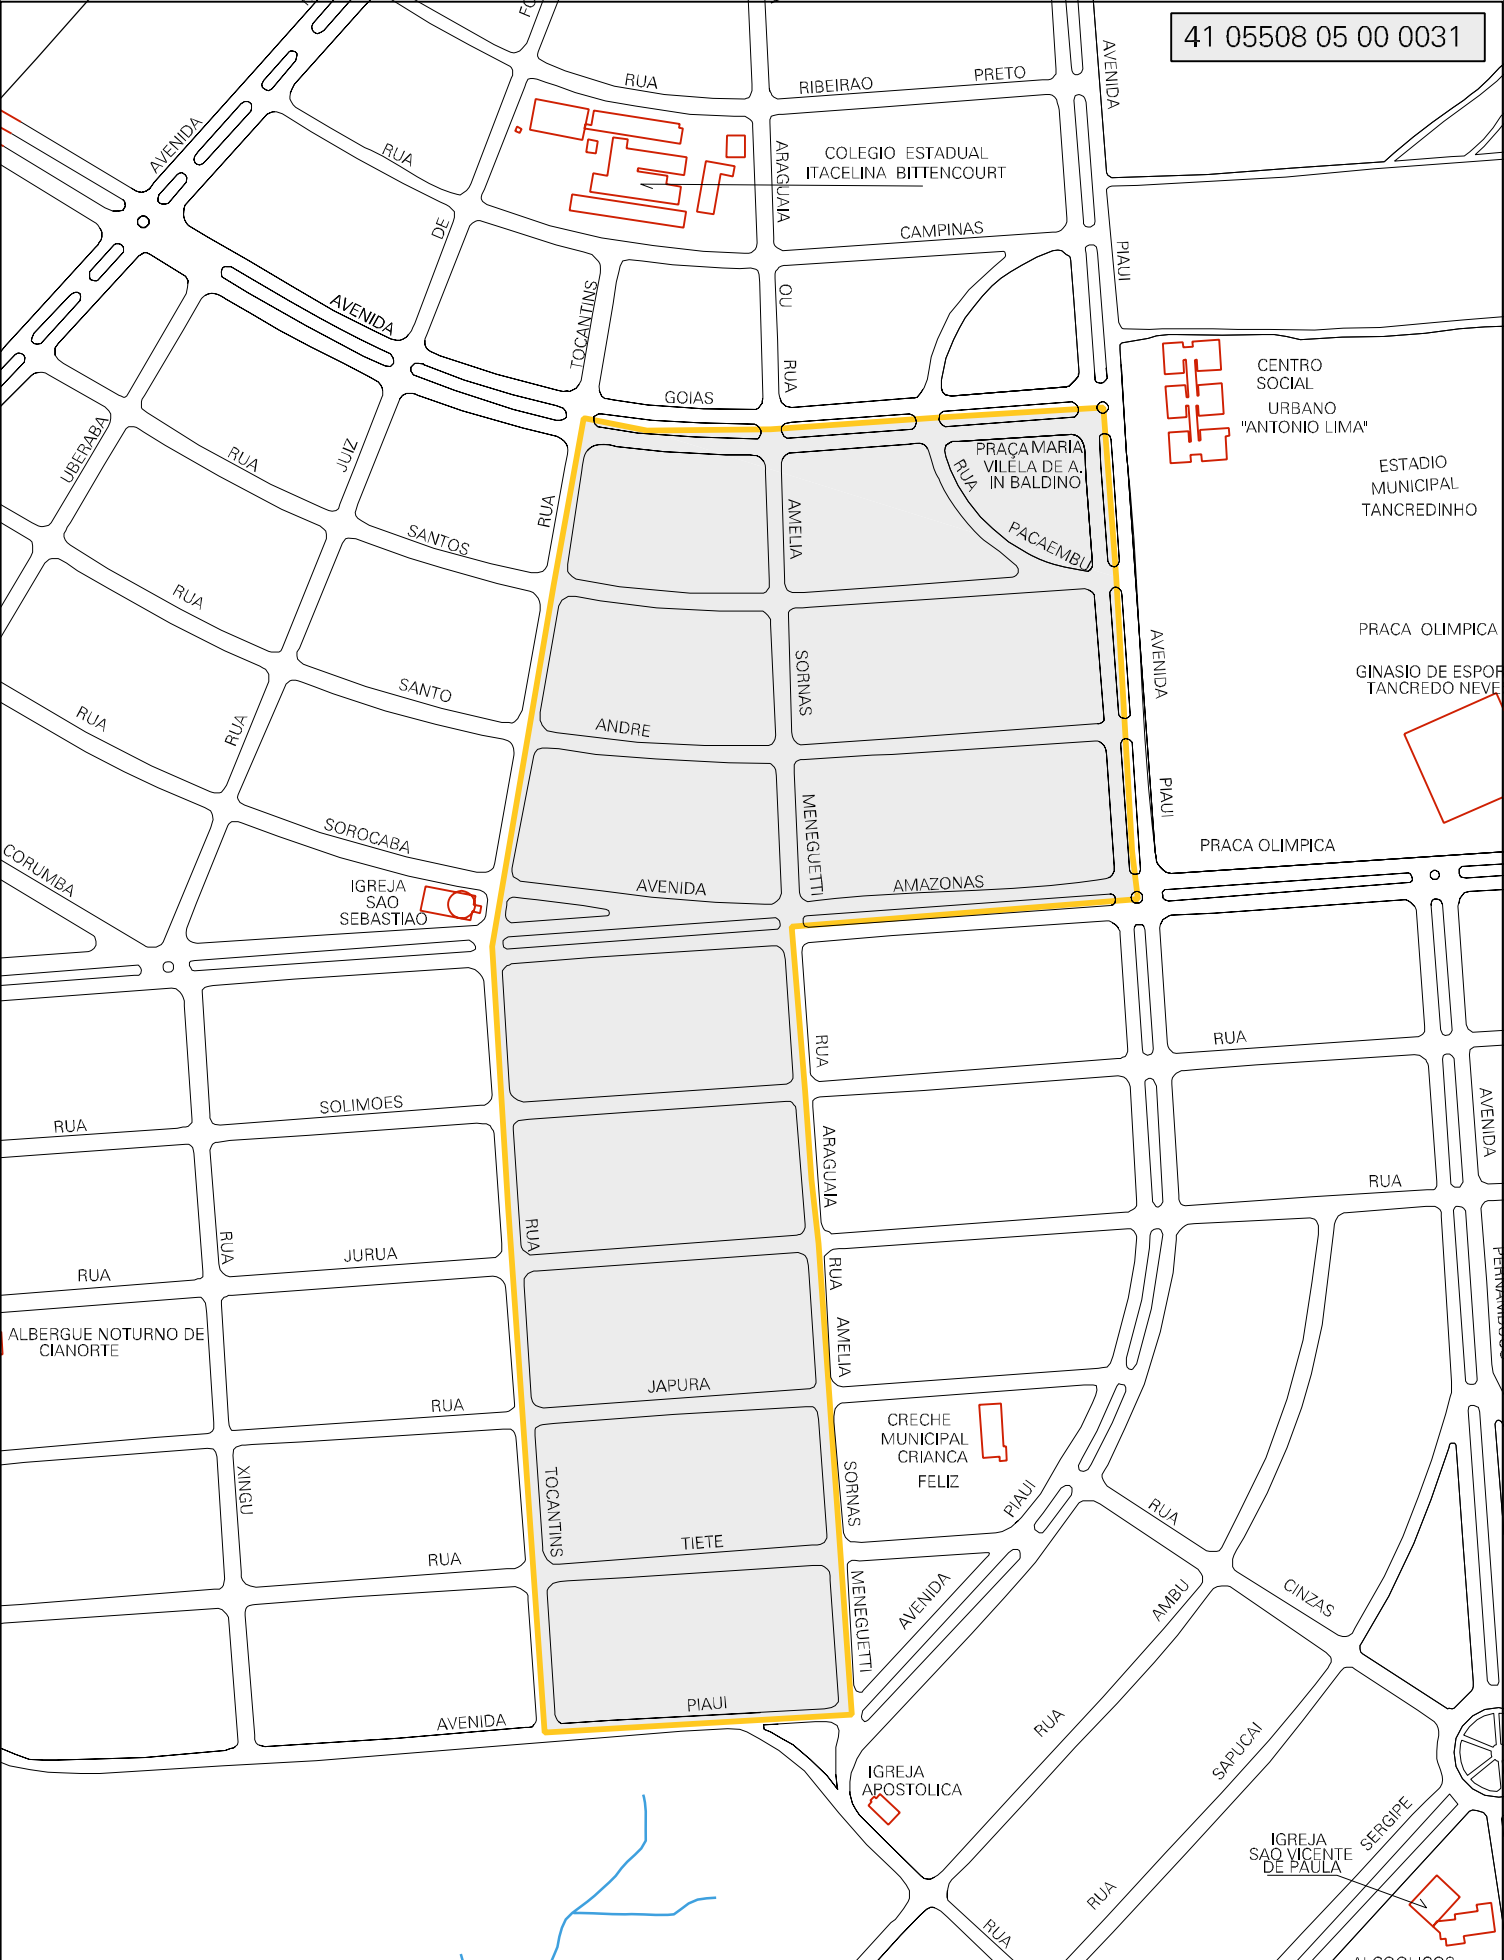 41 05508 05 00 0031
AVENIDA
RUA
RIBEIRAO
PRETO
AVENIDA
RUA
ARAGUAIA
COLEGIO ESTADUAL
ITACELINA BITTENCOURT
DE
CAMPINAS
PIAUI
AVENIDA
TOCANTINS
OU
RUA
GOIAS
CENTRO
SOCIAL
URBANO
"ANTONIO LIMA"
UBERABA
RUA
JUIZ
RUA
SANTOS
AMELIA
PRAÇA MARIA
VILELA DE A.
IN BALDINO
RUA
PACAEMBU
ESTADIO
MUNICIPAL
TANCREDINHO
RUA
SANTO
ANDRE
SORNAS
AVENIDA
PRACA OLIMPICA
GINASIO DE ESPOR
TANCREDO NEVE
RUA
RUA
SOROCABA
MENEGUETTI
PIAUI
PRACA OLIMPICA
CORUMBA
IGREJA
SAO
SEBASTIAO
AVENIDA
AMAZONAS
RUA
RUA
RUA
SOLIMOES
ARAGUAIA
AVENIDA
RUA
RUA
RUA
JURUA
RUA
RUA
AMELIA
ALBERGUE NOTURNO DE
CIANORTE
JAPURA
RUA
CRECHE
MUNICIPAL
CRIANCA
FELIZ
XINGU
TOCANTINS
SORNAS
PIAUI
RUA
RUA
TIETE
MENEGUETTI
AVENIDA
AMBU
CINZAS
AVENIDA
PIAUI
RUA
SAPUCAI
IGREJA
APOSTOLICA
SERGIPE
IGREJA
SAO VICENTE
DE PAULA
RUA
RUA